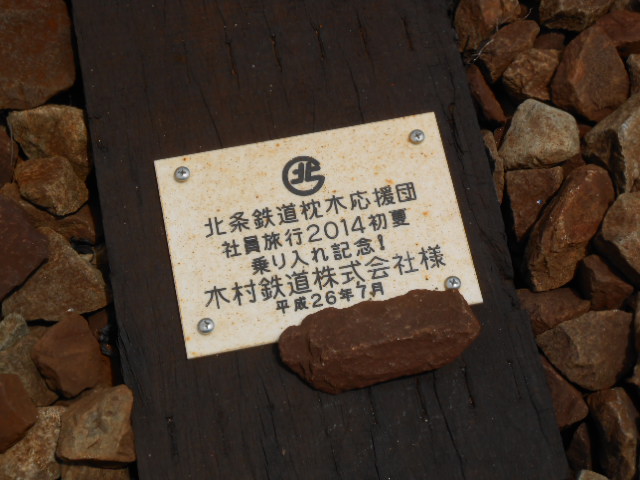 北
北条鉄道枕木応援団
社員旅行2014初夏
乗り入れ記念!
木村鉄道株式会社様
平成26年7月